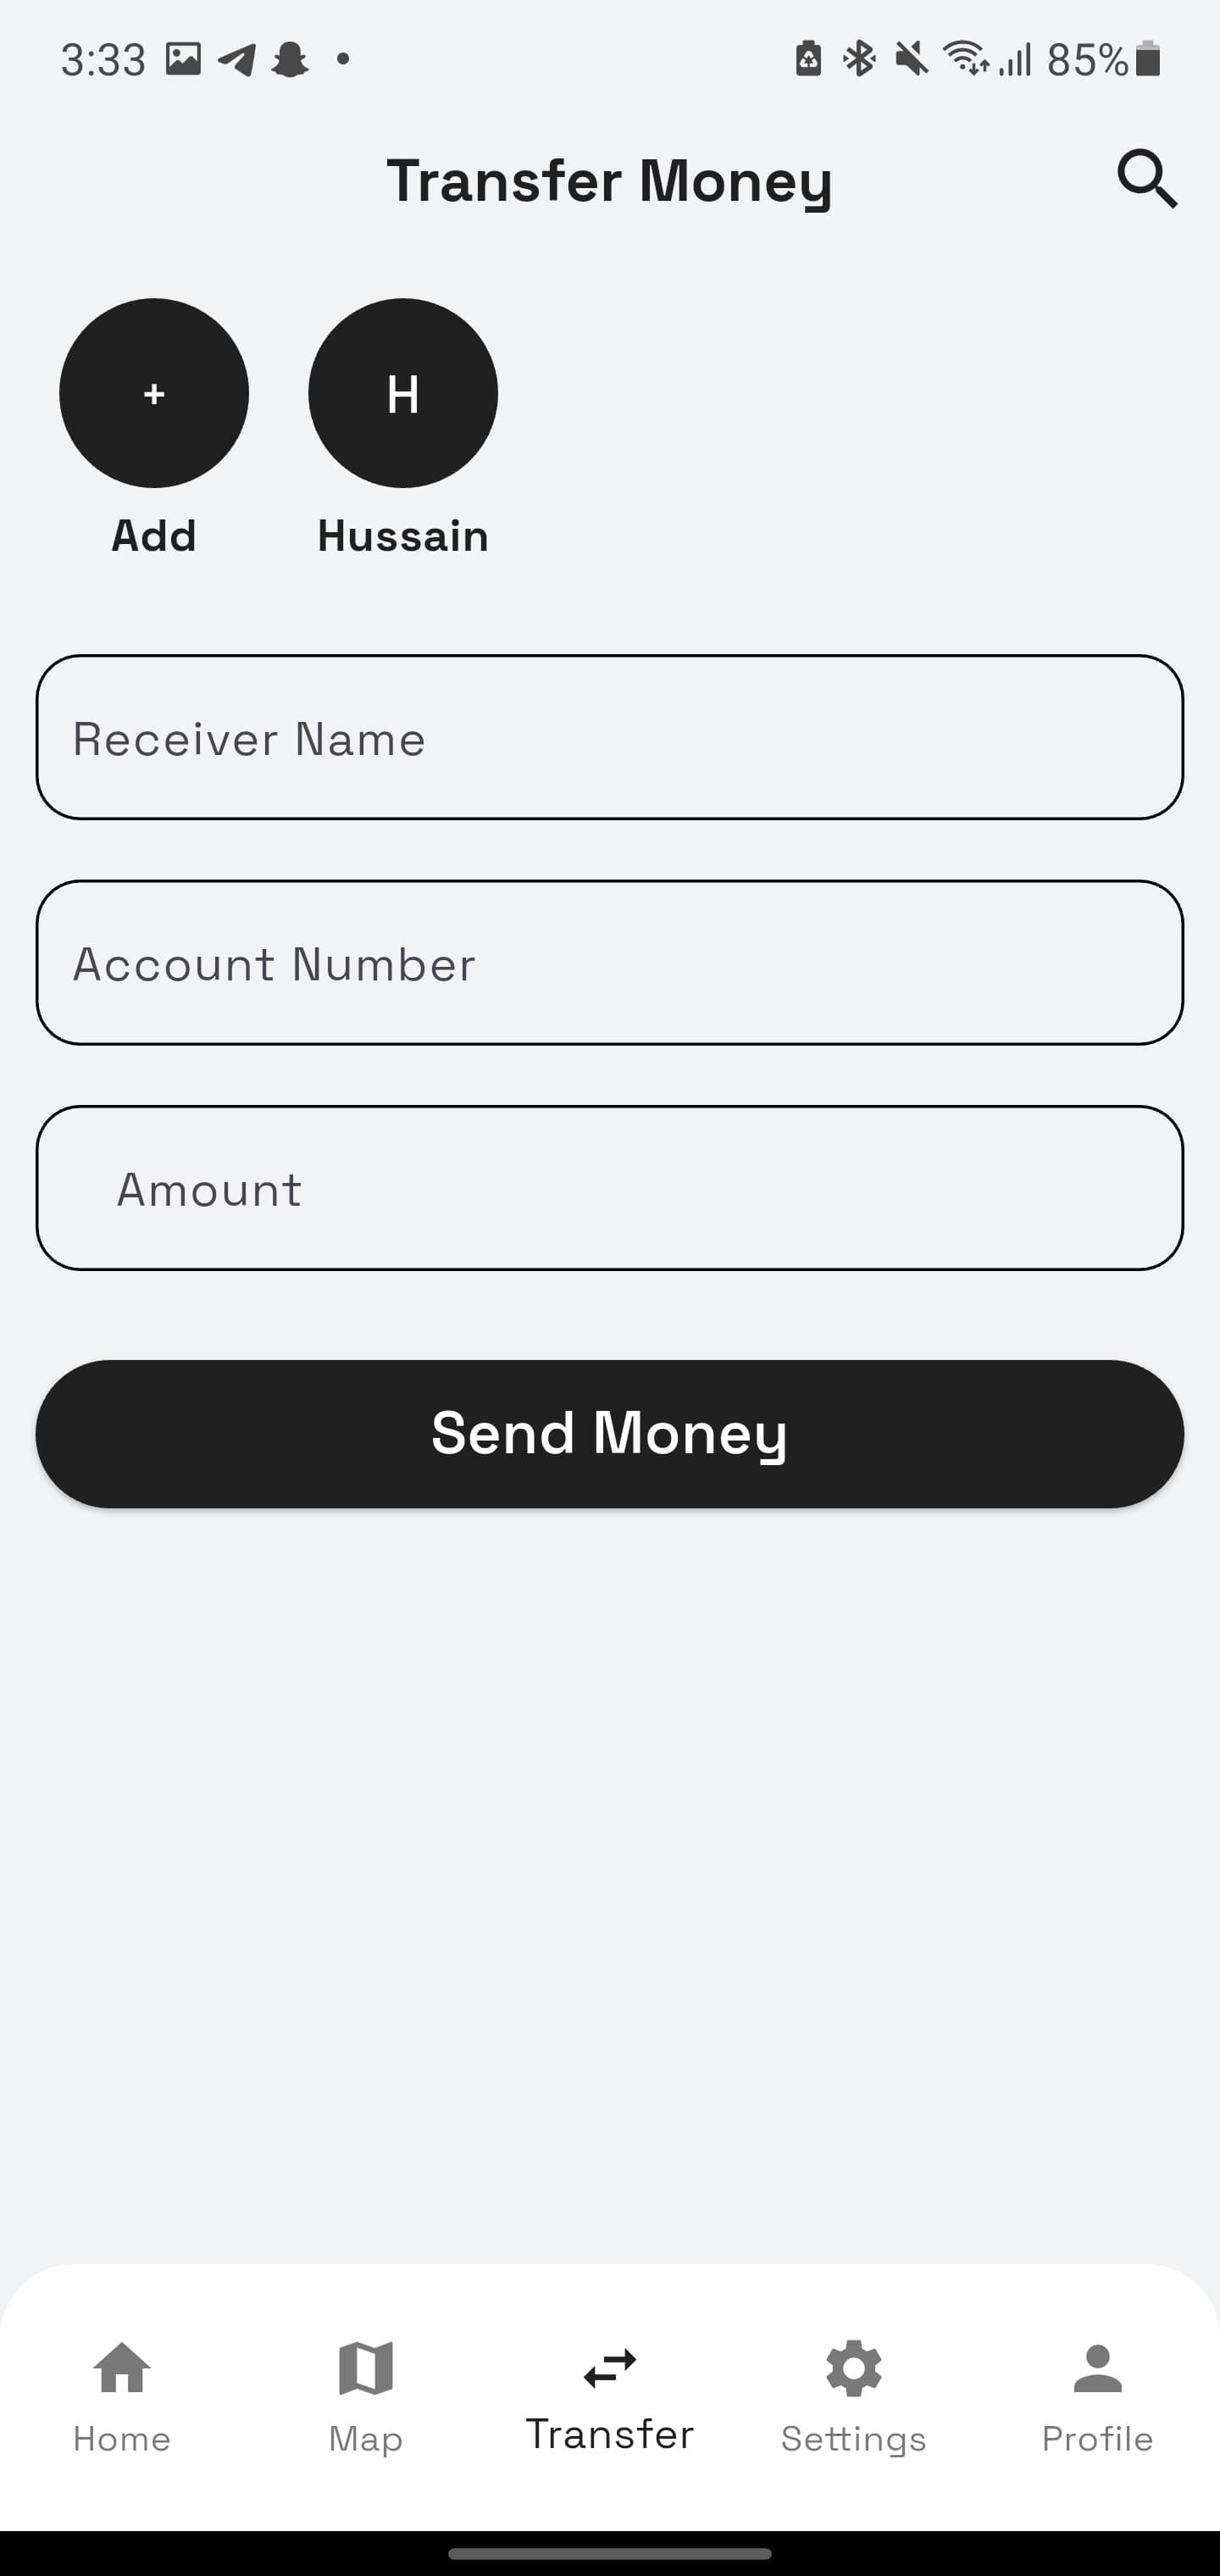 3:33 85%
Transfer Money
+ H
Add Hussain
Receiver Name
Account Number
Amount
Send Money
Home Map Transfer Settings Profile